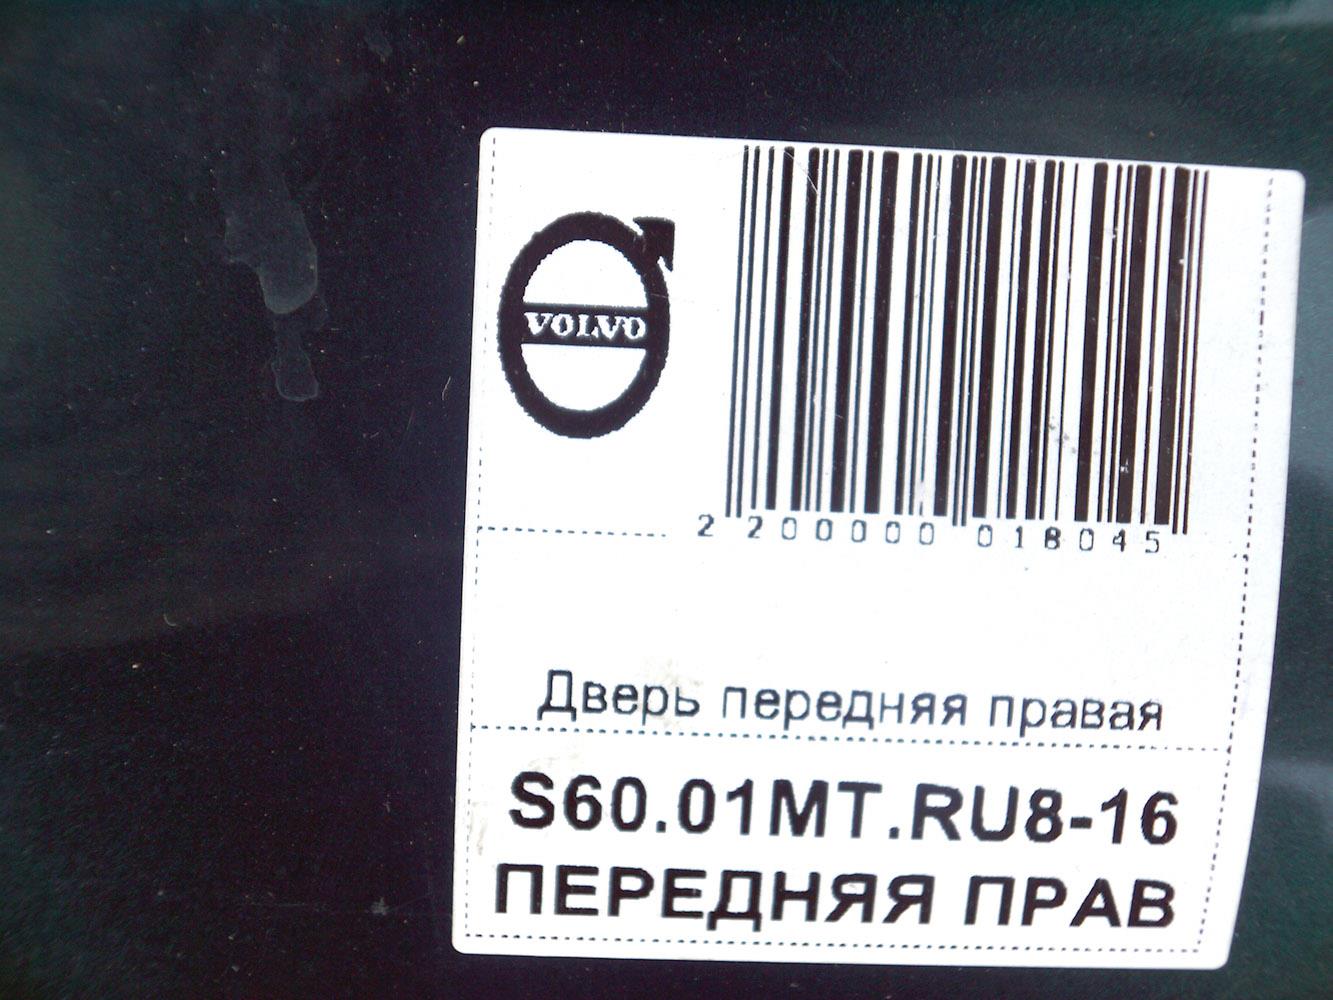 VOLVO
2 200000 018045
Дверь передняя правая
S60.01MT.RU8-16
ПЕРЕДНЯЯ ПРАВ